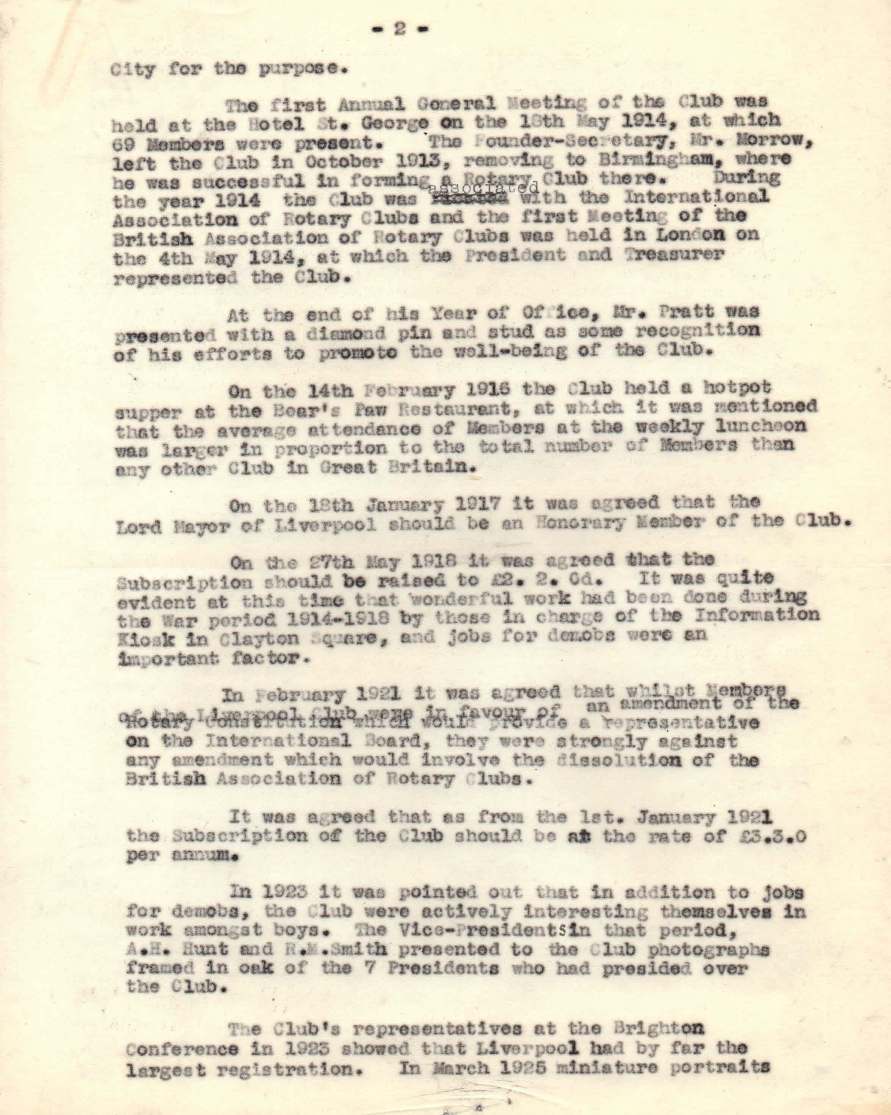 - 2 -
City for the purpose.
The first Annual General Meeting of the Club was
held at the Hotel St. George on the 18th May 1914, at which
69 Members were present. The Founder-Secretary, Mr. Morrow,
left the Club in October 1913, removing to Birmingham, where
he was successful in forming a Rotary Club there. During
associated
the year 1914 the Club was with the International
Association of Rotary Clubs and the first Meeting of the
British Association of Rotary Clubs was held in London on
the 4th May 1914, at which the President and Treasurer
represented the Club.
At the end of his Year of Office, Mr. Pratt was
presented with a diamond pin and stud as some recognition
of his efforts to promote the well-being of the Club.
On the 14th February 1916 the Club held a hotpot
supper at the Bear's Paw Restaurant, at which it was mentioned
that the average attendance of Members at the weekly luncheon
was larger in proportion to the total number of Members than
any other Club in Great Britain.
On the 18th January 1917 it was agreed that the
Lord Mayor of Liverpool should be an Honorary Member of the Club.
On the 27th May 1918 it was agreed that the
Subscription should be raised to £2. 2. 0d. It was quite
evident at this time that wonderful work had been done during
the War period 1914-1918 by those in charge of the Information
Kiosk in Clayton Square, and jobs for demobs were an
important factor.
In February 1921 it was agreed that whilst Members
of the Liverpool Club were in favour of an amendment of the
Rotary Constitution which would provide a representative
on the International Board, they were strongly against
any amendment which would involve the dissolution of the
British Association of Rotary Clubs.
It was agreed that as from the 1st. January 1921
the Subscription of the Club should be at the rate of £3.3.0
per annum.
In 1923 it was pointed out that in addition to jobs
for demobs, the Club were actively interesting themselves in
work amongst boys. The Vice-Presidents in that period,
A.H. Hunt and R.M.Smith presented to the Club photographs
framed in oak of the 7 Presidents who had presided over
the Club.
The Club's representatives at the Brighton
Conference in 1923 showed that Liverpool had by far the
largest registration. In March 1925 miniature portraits